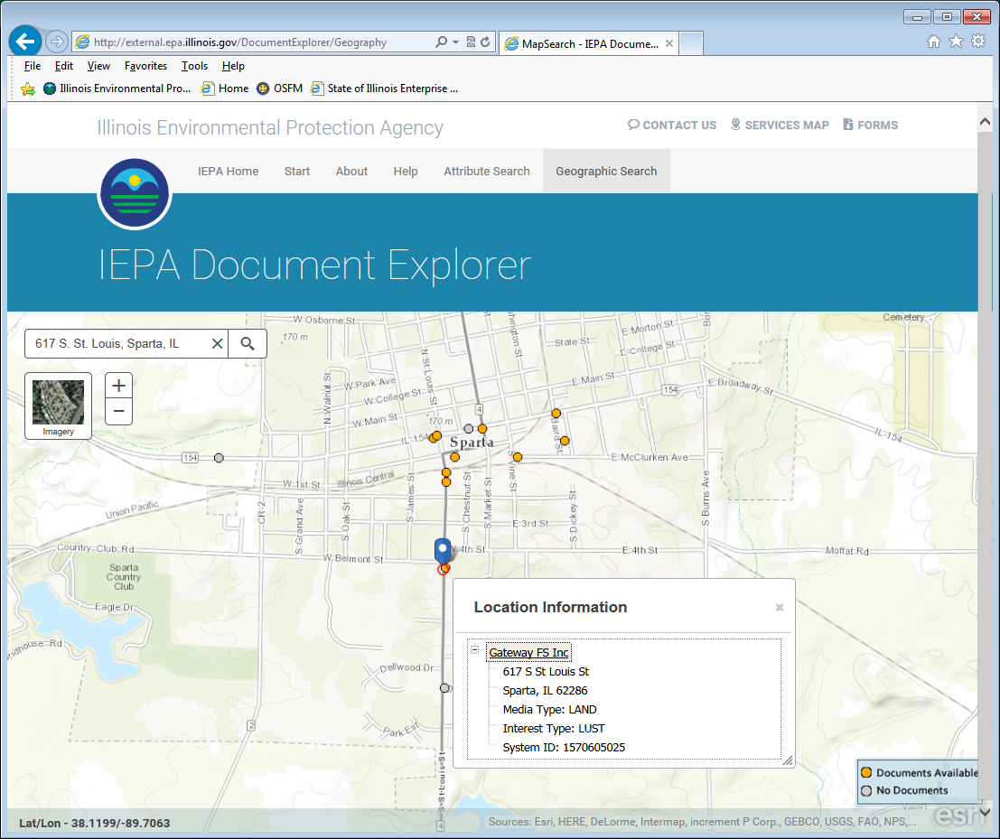 http://external.epa.illinois.gov/DocumentExplorer/Geography
MapSearch - IEPA Docume...
File Edit View Favorites Tools Help
Illinois Environmental Pro... Home OSFM State of Illinois Enterprise ...
Illinois Environmental Protection Agency
CONTACT US SERVICES MAP FORMS
IEPA Home Start About Help Attribute Search Geographic Search
IEPA Document Explorer
617 S. St. Louis, Sparta, IL
Imagery
+
−
W Osborne St
170 m
State St
E Morton St
E College St
Cemetery
N St Louis St
N Walnut St
W Park Ave
W College St
W Main St
E Main St
154
E Broadway St
4
170 m
IL-154
Sparta
Baird St
IL-154
154
E McClurken Ave
Illinois Central
W 1st St
Vine St
Union Pacific
CR-2
S Grand Ave
S Oak St
S James St
S Chestnut St
S Market St
S Dickey St
S Burns Ave
E 3rd St
Country Club Rd
W Belmont St
W 4th St
E 4th St
Moffat Rd
Sparta
Country
Club
Eagle Dr
Dellwood Dr
Park Est
2
S St Louis St
4
Location Information
Gateway FS Inc
617 S St Louis St
Sparta, IL 62286
Media Type: LAND
Interest Type: LUST
System ID: 1570605025
Documents Available
No Documents
Lat/Lon - 38.1199/-89.7063
Sources: Esri, HERE, DeLorme, Intermap, increment P Corp., GEBCO, USGS, FAO, NPS,...
esri